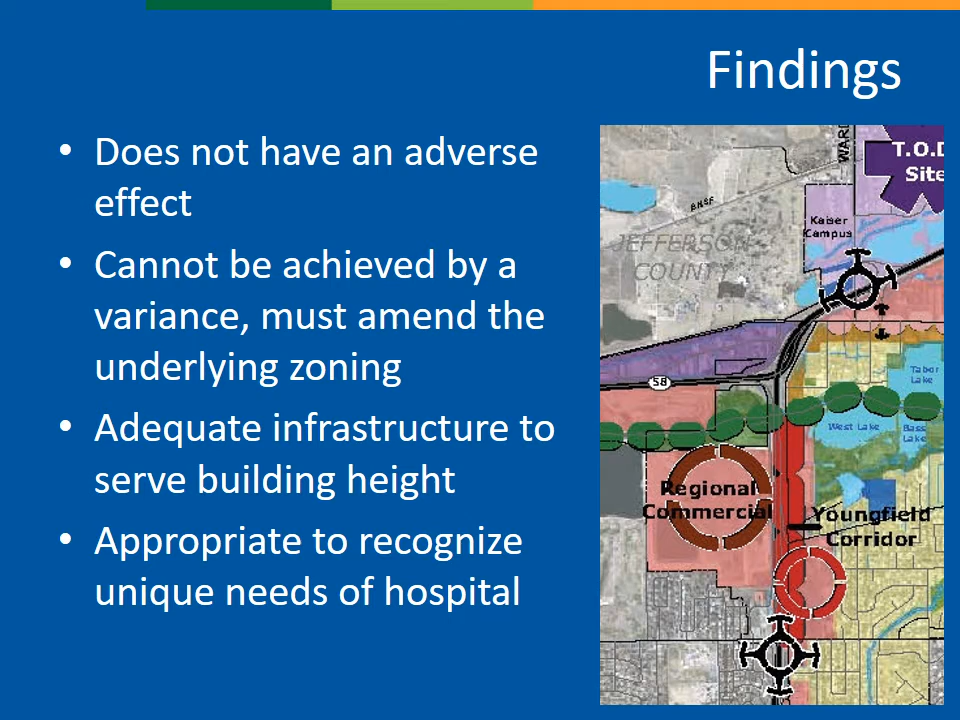 Findings
• Does not have an adverse
effect
• Cannot be achieved by a
variance, must amend the
underlying zoning
• Adequate infrastructure to
serve building height
• Appropriate to recognize
unique needs of hospital
WARD
T.O.D
Site
BNSF
Kaiser
Campus
JEFFERSON
COUNTY
58
Tabor
Lake
West Lake
Bass
Lake
Regional
Commercial
Youngfield
Corridor